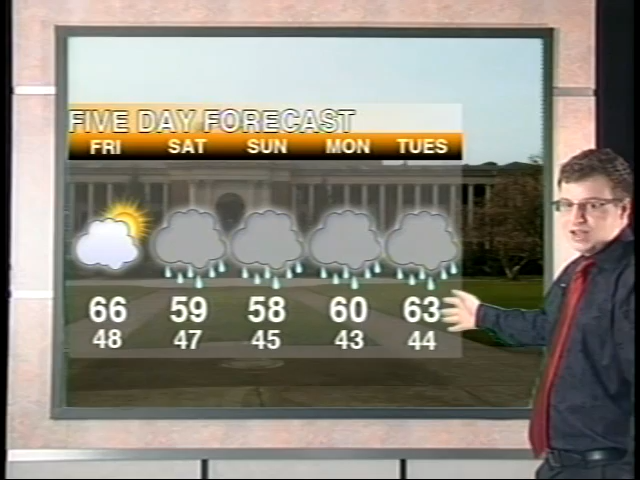 FIVE DAY FORECAST
FRI SAT SUN MON TUES
66 59 58 60 63
48 47 45 43 44